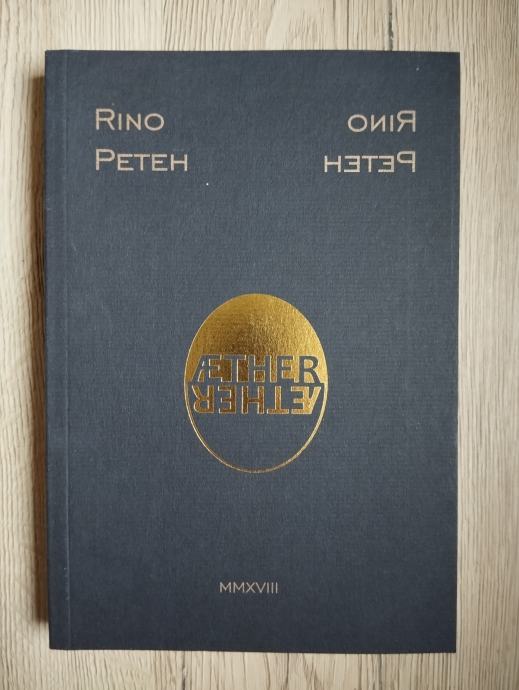 RINO
PETEH
RINO
PETEH
ÆTHER
ÆTHER
MMXVIII